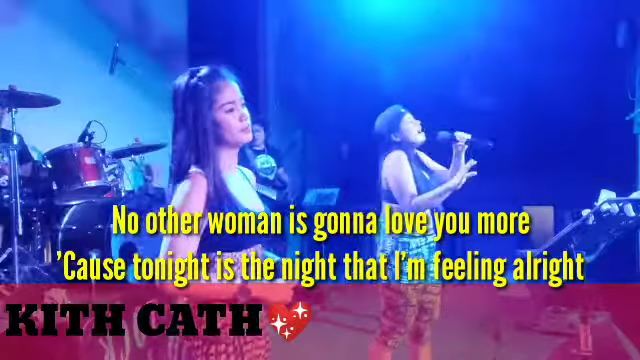 No other woman is gonna love you more
'Cause tonight is the night that I'm feeling alright
KITH CATH💖